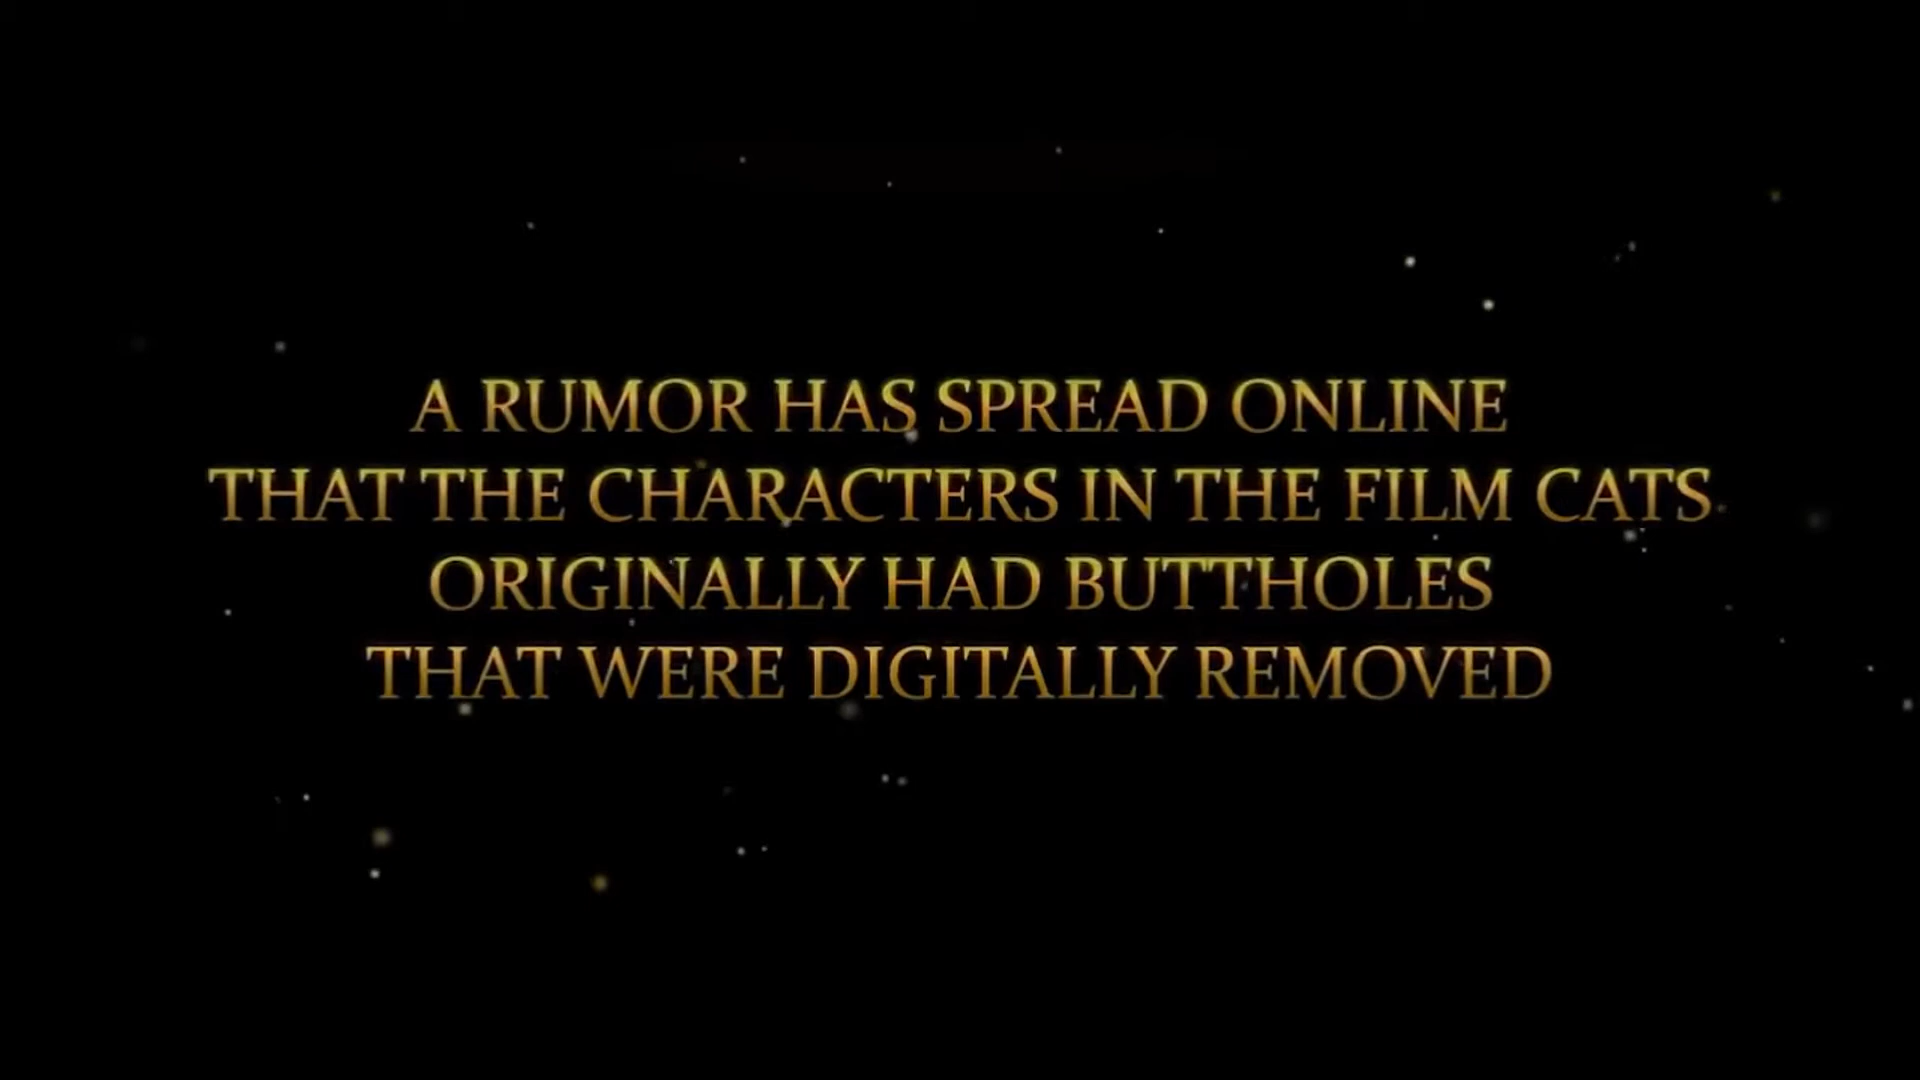 A RUMOR HAS SPREAD ONLINE
THAT THE CHARACTERS IN THE FILM CATS
ORIGINALLY HAD BUTTHOLES
THAT WERE DIGITALLY REMOVED